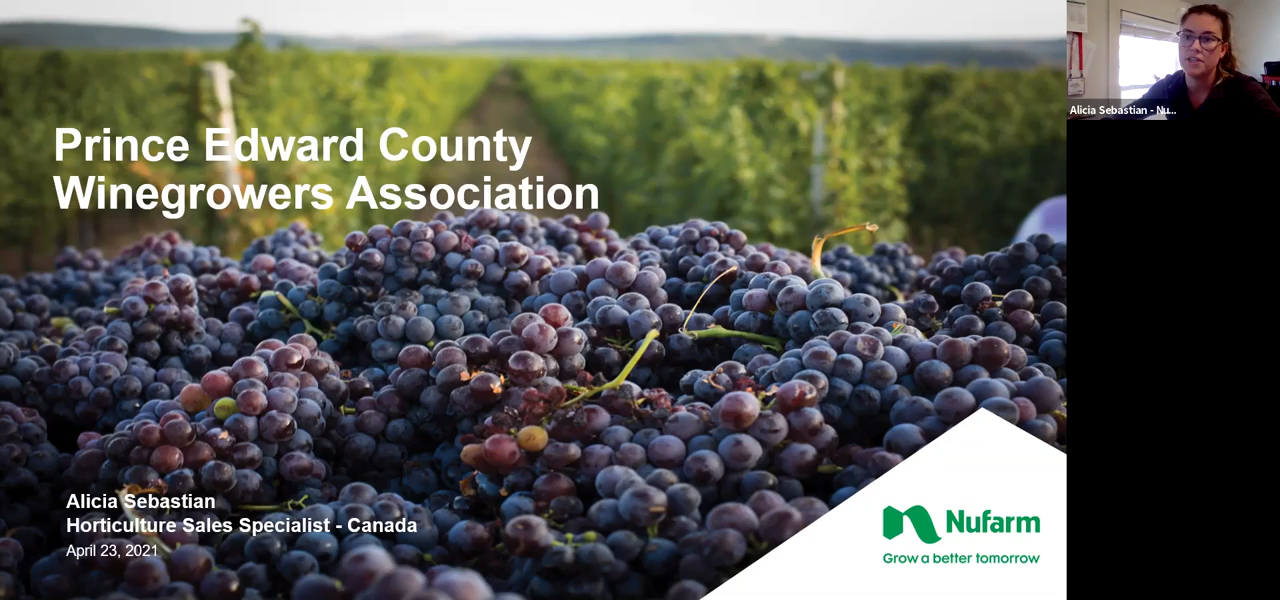 Prince Edward County
Winegrowers Association
Alicia Sebastian
Horticulture Sales Specialist - Canada
April 23, 2021
Nufarm
Grow a better tomorrow
Alicia Sebastian - Nu...